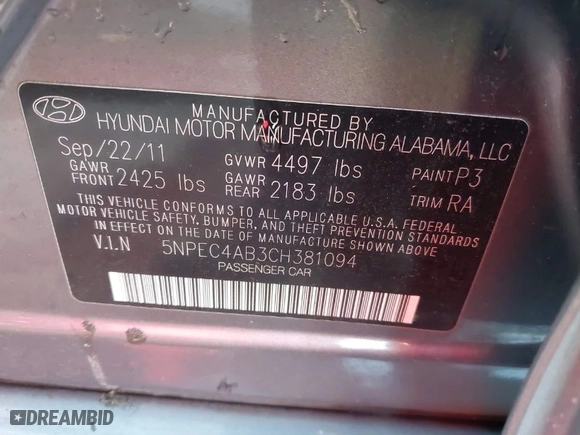 MANUFACTURED BY
HYUNDAI MOTOR MANUFACTURING ALABAMA, LLC
Sep/22/11 GVWR 4497 lbs PAINT P3
GAWR FRONT 2425 lbs GAWR REAR 2183 lbs TRIM RA
THIS VEHICLE CONFORMS TO ALL APPLICABLE U.S.A. FEDERAL
MOTOR VEHICLE SAFETY, BUMPER, AND THEFT PREVENTION STANDARDS
IN EFFECT ON THE DATE OF MANUFACTURE SHOWN ABOVE
V.I.N 5NPEC4AB3CH381094
PASSENGER CAR
DREAMBID